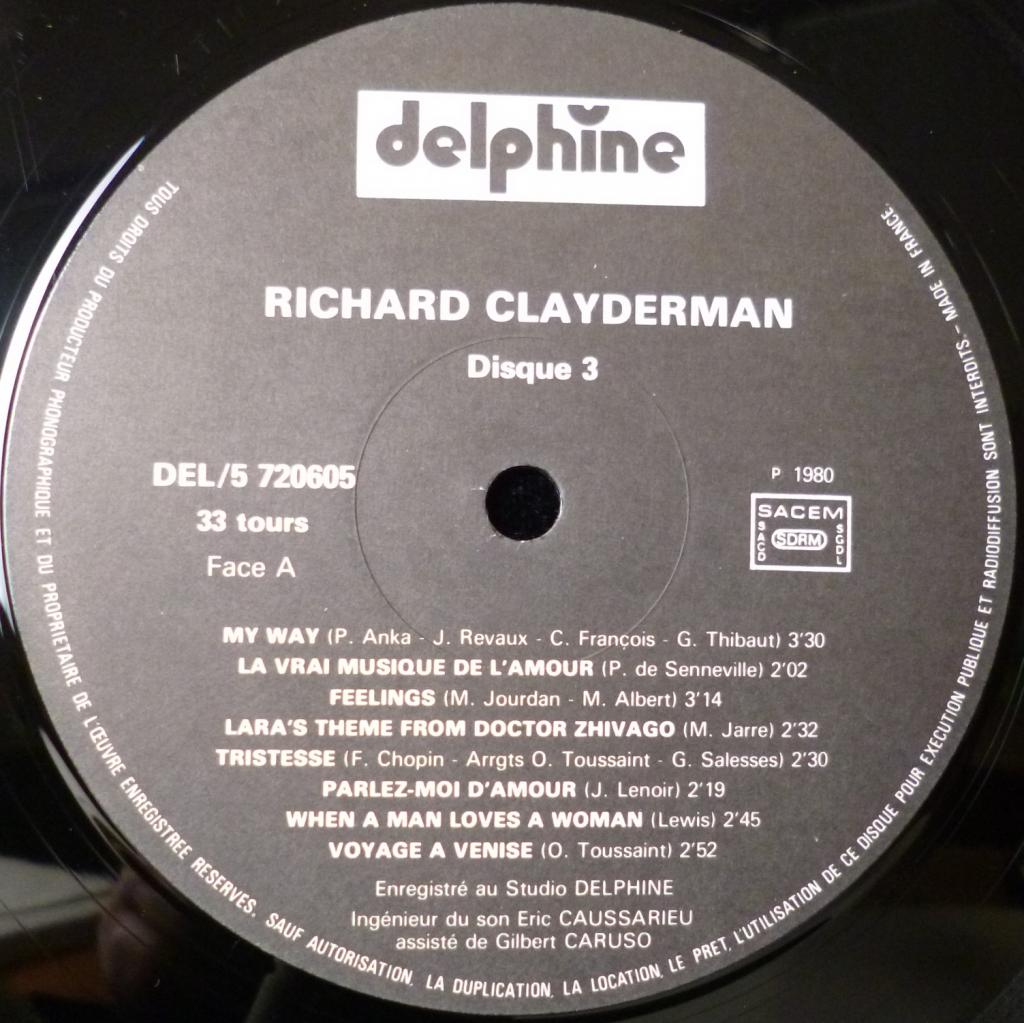 delphine
RICHARD CLAYDERMAN
Disque 3
DEL/5 720605
33 tours
Face A
P 1980
SACEM
SACD
SDRM
SGDL
MY WAY (P. Anka - J. Revaux - C. François - G. Thibaut) 3'30
LA VRAI MUSIQUE DE L'AMOUR (P. de Senneville) 2'02
FEELINGS (M. Jourdan - M. Albert) 3'14
LARA'S THEME FROM DOCTOR ZHIVAGO (M. Jarre) 2'32
TRISTESSE (F. Chopin - Arrgts O. Toussaint - G. Salesses) 2'30
PARLEZ-MOI D'AMOUR (J. Lenoir) 2'19
WHEN A MAN LOVES A WOMAN (Lewis) 2'45
VOYAGE A VENISE (O. Toussaint) 2'52
Enregistré au Studio DELPHINE
Ingénieur du son Eric CAUSSARIEU
assisté de Gilbert CARUSO
TOUS DROITS DU PRODUCTEUR PHONOGRAPHIQUE ET DU PROPRIETAIRE DE L'ŒUVRE ENREGISTREE RESERVES. SAUF AUTORISATION, LA DUPLICATION, LA LOCATION, LE PRET, L'UTILISATION DE CE DISQUE POUR EXECUTION PUBLIQUE ET RADIODIFFUSION SONT INTERDITS. - MADE IN FRANCE.